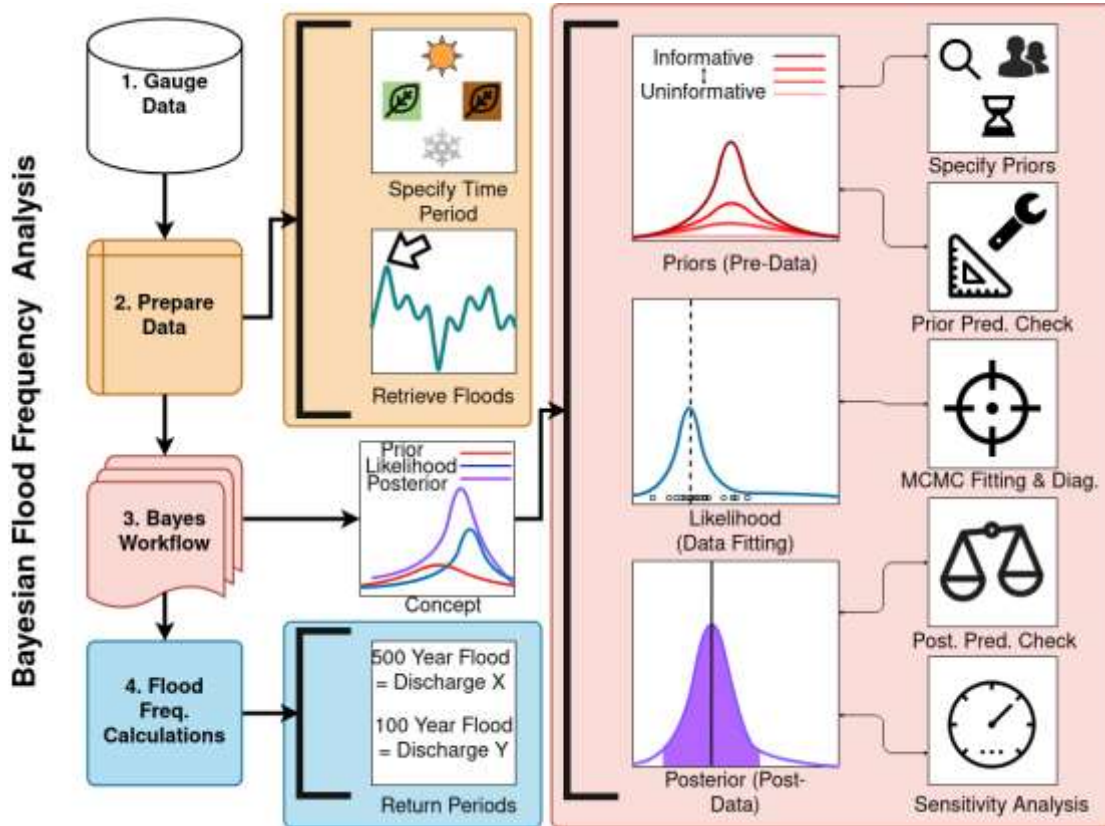 Bayesian Flood Frequency Analysis
1. Gauge
Data
2. Prepare
Data
3. Bayes
Workflow
4. Flood
Freq.
Calculations
Specify Time
Period
Retrieve Floods
Prior
Likelihood
Posterior
Concept
500 Year Flood
= Discharge X
100 Year Flood
= Discharge Y
Return Periods
Informative
Uninformative
Priors (Pre-Data)
Likelihood
(Data Fitting)
Posterior (Post-
Data)
Specify Priors
Prior Pred. Check
MCMC Fitting & Diag.
Post. Pred. Check
Sensitivity Analysis